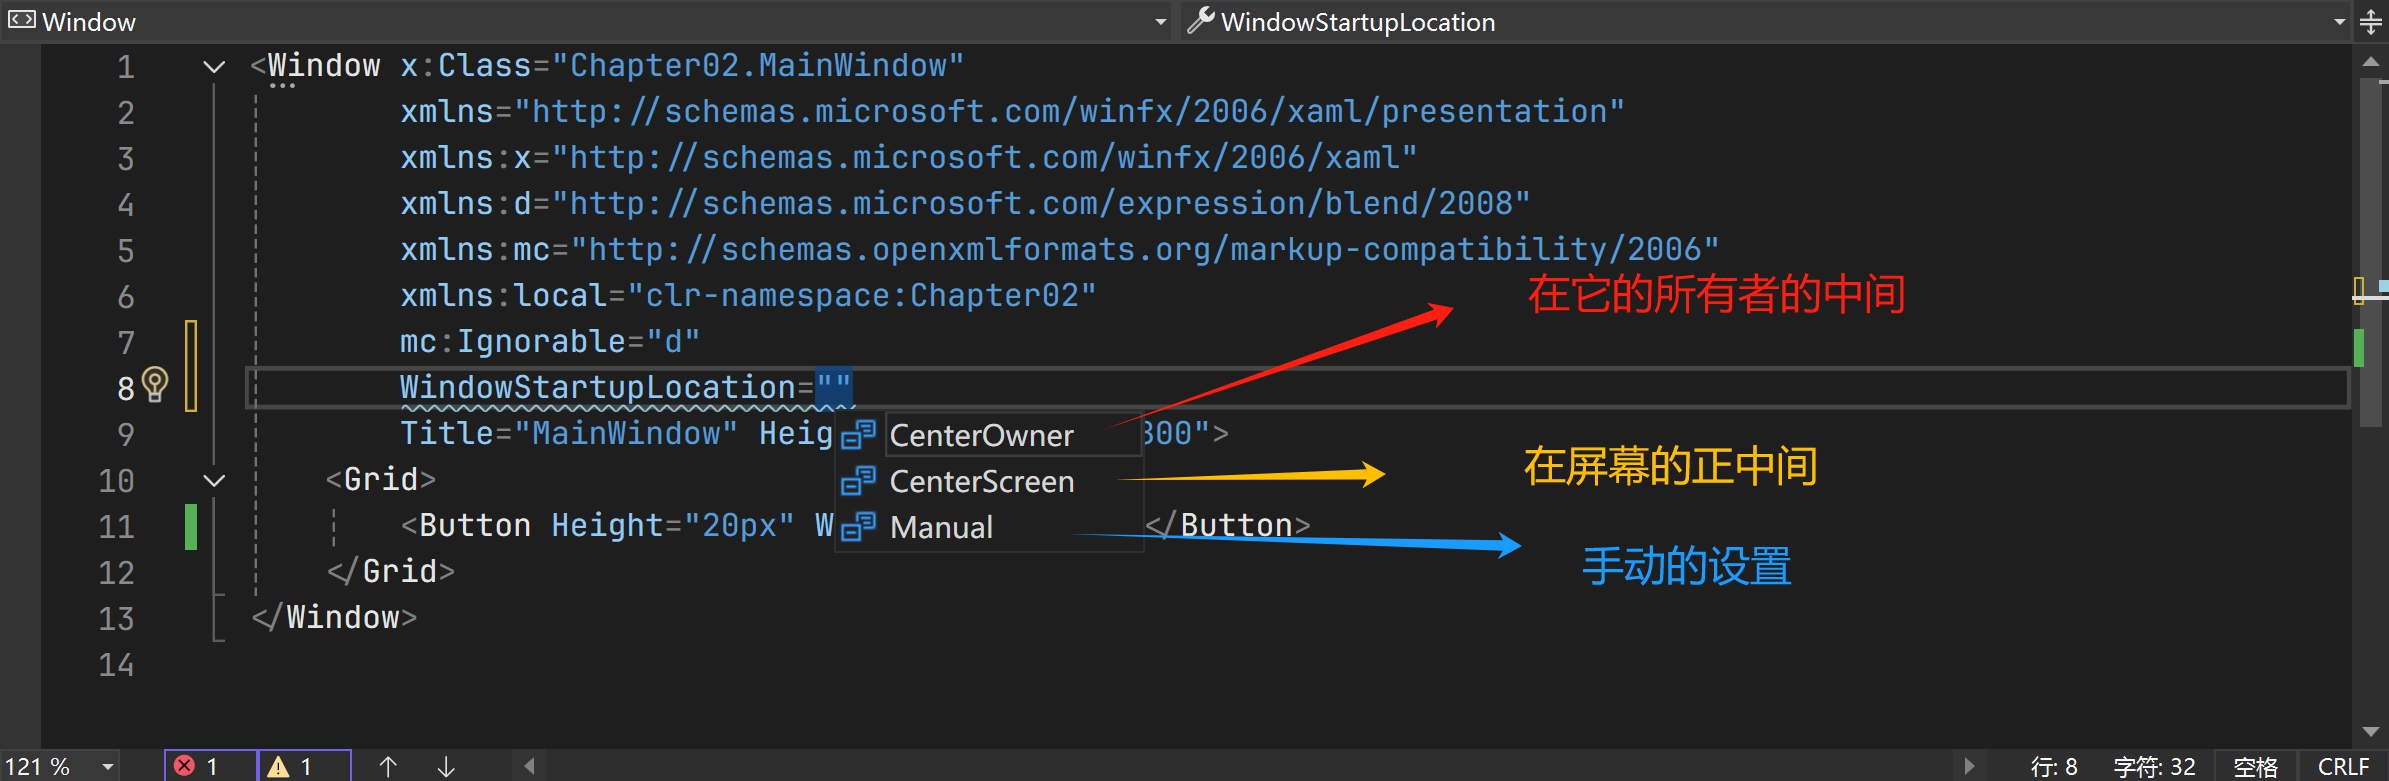 Window WindowStartupLocation
1 <Window x:Class="Chapter02.MainWindow"
2 xmlns="http://schemas.microsoft.com/winfx/2006/xaml/presentation"
3 xmlns:x="http://schemas.microsoft.com/winfx/2006/xaml"
4 xmlns:d="http://schemas.microsoft.com/expression/blend/2008"
5 xmlns:mc="http://schemas.openxmlformats.org/markup-compatibility/2006"
6 xmlns:local="clr-namespace:Chapter02"
在它的所有者的中间
7 mc:Ignorable="d"
8 WindowStartupLocation=""
9 Title="MainWindow" Heig 300">
CenterOwner
CenterScreen
Manual
在屏幕的正中间
10 <Grid>
11 <Button Height="20px" W </Button>
手动的设置
12 </Grid>
13 </Window>
14
121 % 1 1 行: 8 字符: 32 空格 CRLF